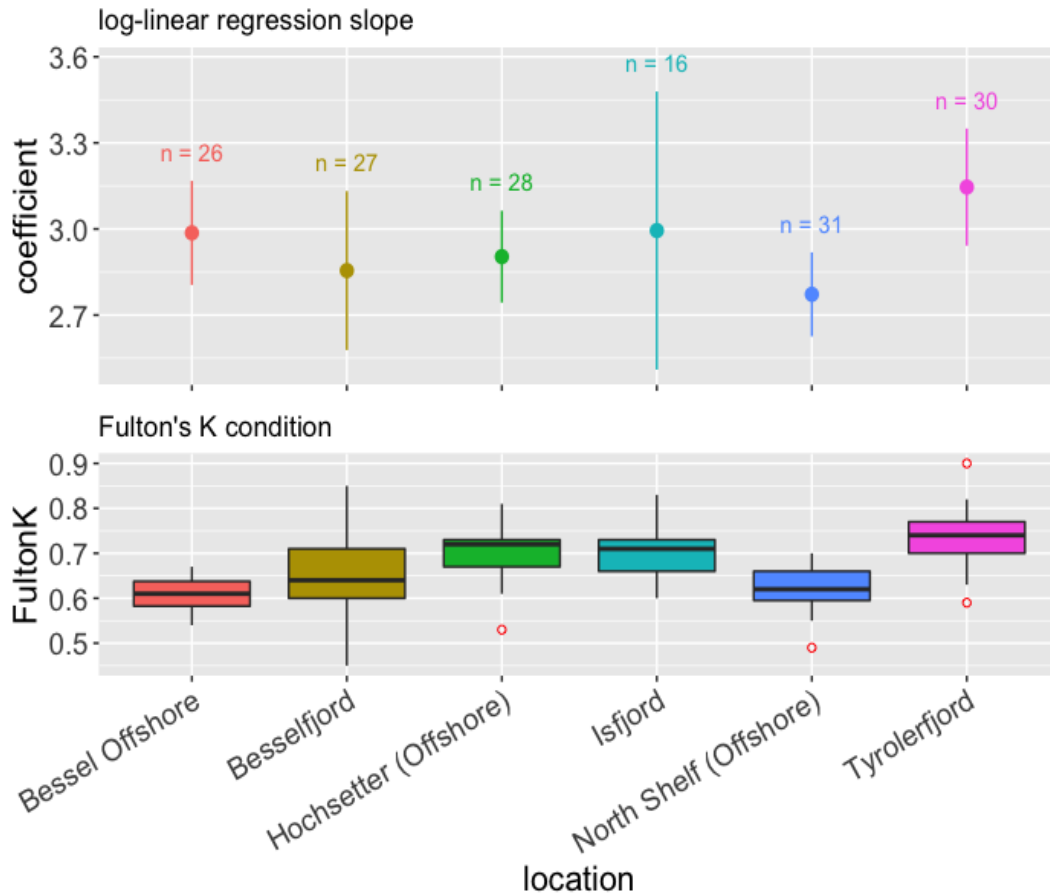 log-linear regression slope
coefficient
3.6
3.3
3.0
2.7
n = 26
n = 27
n = 28
n = 16
n = 31
n = 30
Fulton's K condition
FultonK
0.9
0.8
0.7
0.6
0.5
Bessel Offshore
Besselfjord
Hochsetter (Offshore)
Isfjord
North Shelf (Offshore)
Tyrolerfjord
location